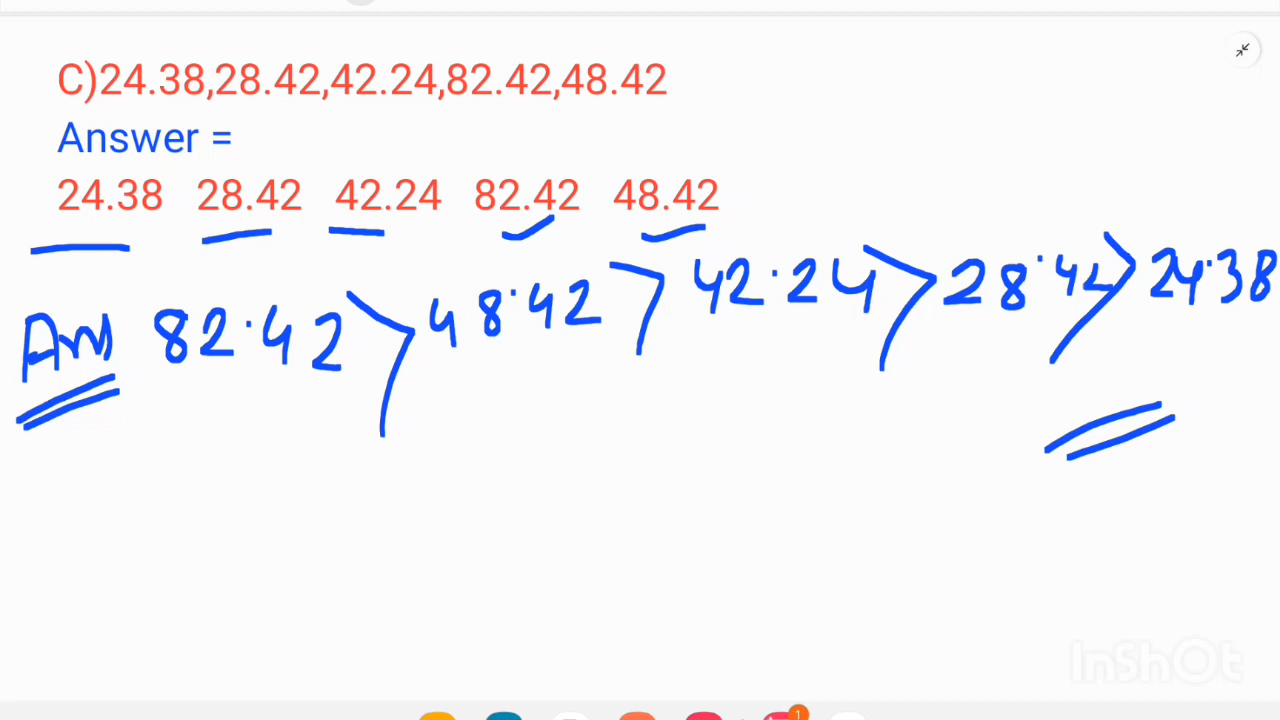 C)24.38,28.42,42.24,82.42,48.42
Answer =
24.38 28.42 42.24 82.42 48.42
Ans 82.42 > 48.42 > 42.24 > 28.42 > 24.38
InShOt
1